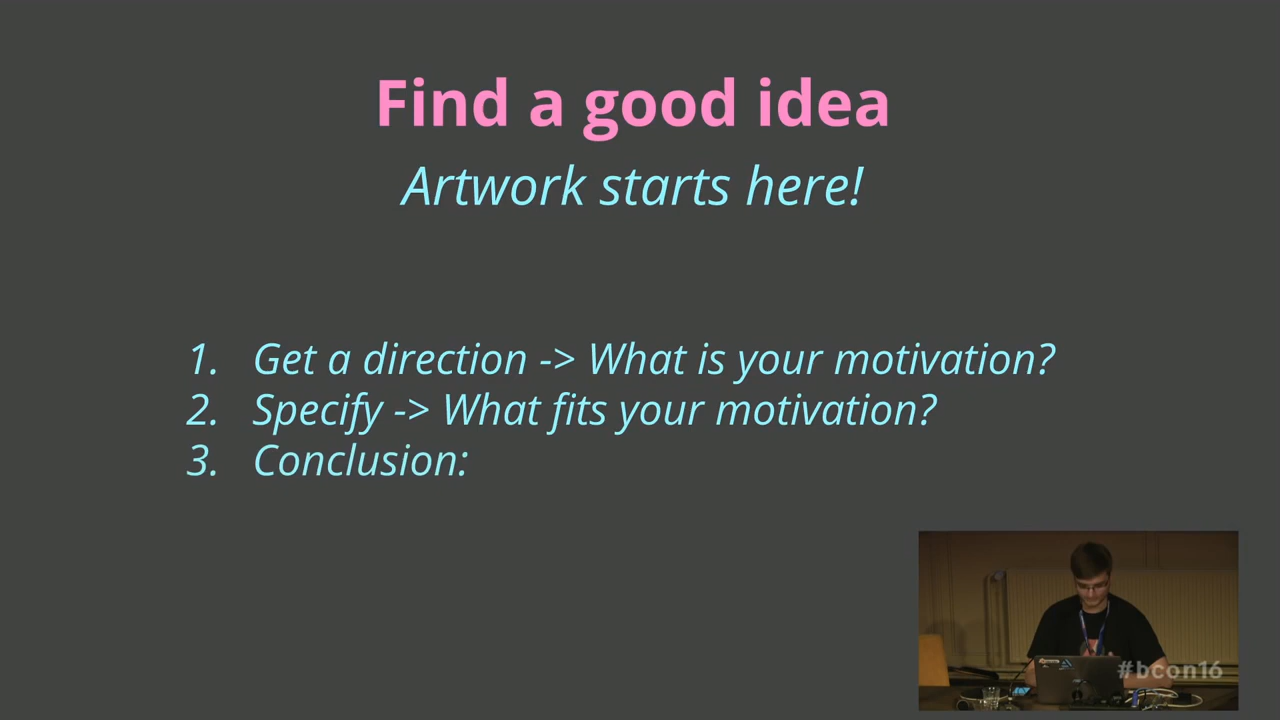 Find a good idea
Artwork starts here!
1. Get a direction -> What is your motivation?
2. Specify -> What fits your motivation?
3. Conclusion:
#bcon16